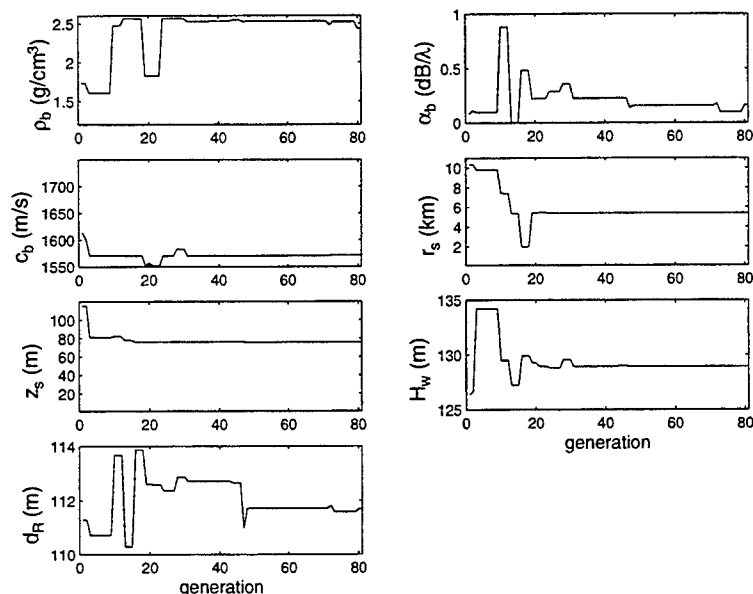 2.5
2
1.5
ρb (g/cm³)
0 20 40 60 80
1700
1650
1600
1550
cb (m/s)
0 20 40 60 80
100
80
60
40
20
zs (m)
0 20 40 60 80
114
112
110
dR (m)
0 20 40 60 80
generation
1
0.5
0
αb (dB/λ)
0 20 40 60 80
10
8
6
4
2
rs (km)
0 20 40 60 80
135
130
125
Hw (m)
0 20 40 60 80
generation